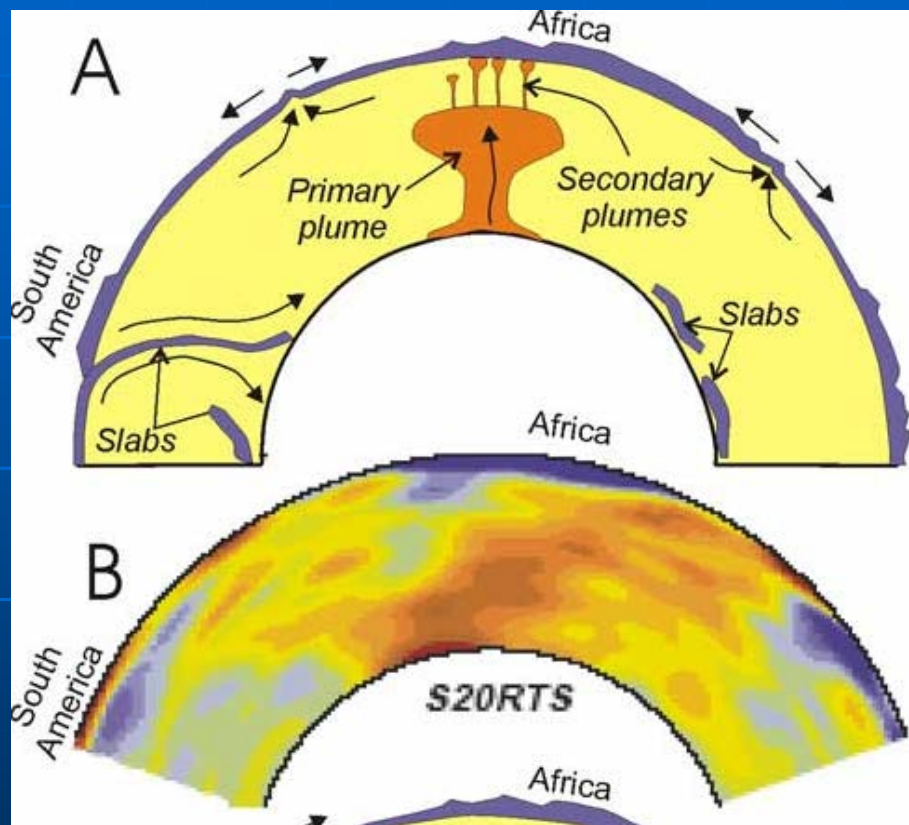 A
Africa
Primary
plume
Secondary
plumes
South
America
Slabs
Slabs
B
Africa
South
America
S20RTS
Africa